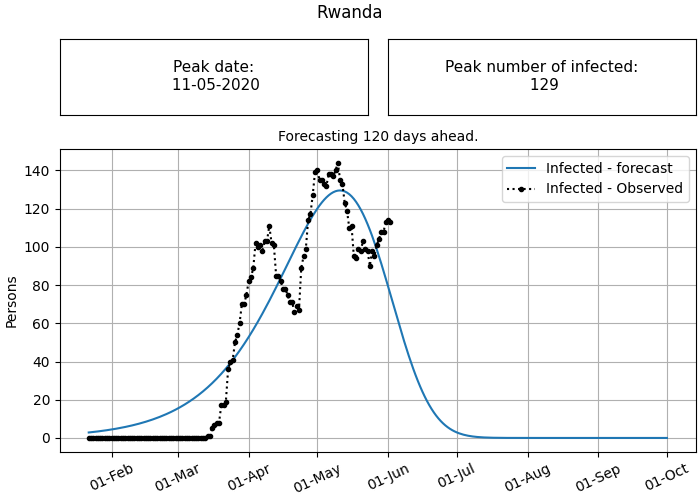 Rwanda
Peak date:
11-05-2020
Peak number of infected:
129
Forecasting 120 days ahead.
Infected - forecast
Infected - Observed
Persons
140
120
100
80
60
40
20
0
01-Feb
01-Mar
01-Apr
01-May
01-Jun
01-Jul
01-Aug
01-Sep
01-Oct